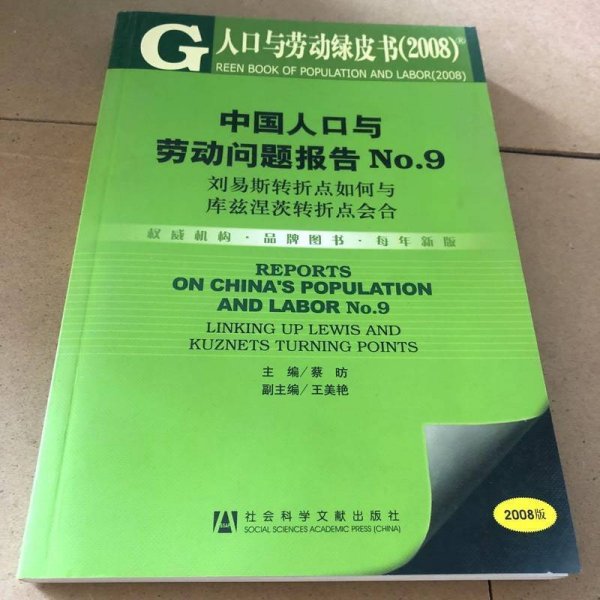 G人口与劳动绿皮书(2008)®
REEN BOOK OF POPULATION AND LABOR(2008)
中国人口与
劳动问题报告 No.9
刘易斯转折点如何与
库兹涅茨转折点会合
权威机构·品牌图书·每年新版
REPORTS
ON CHINA'S POPULATION
AND LABOR No.9
LINKING UP LEWIS AND
KUZNETS TURNING POINTS
主 编/蔡 昉
副主编/王美艳
社会科学文献出版社
SOCIAL SCIENCES ACADEMIC PRESS (CHINA)
2008版